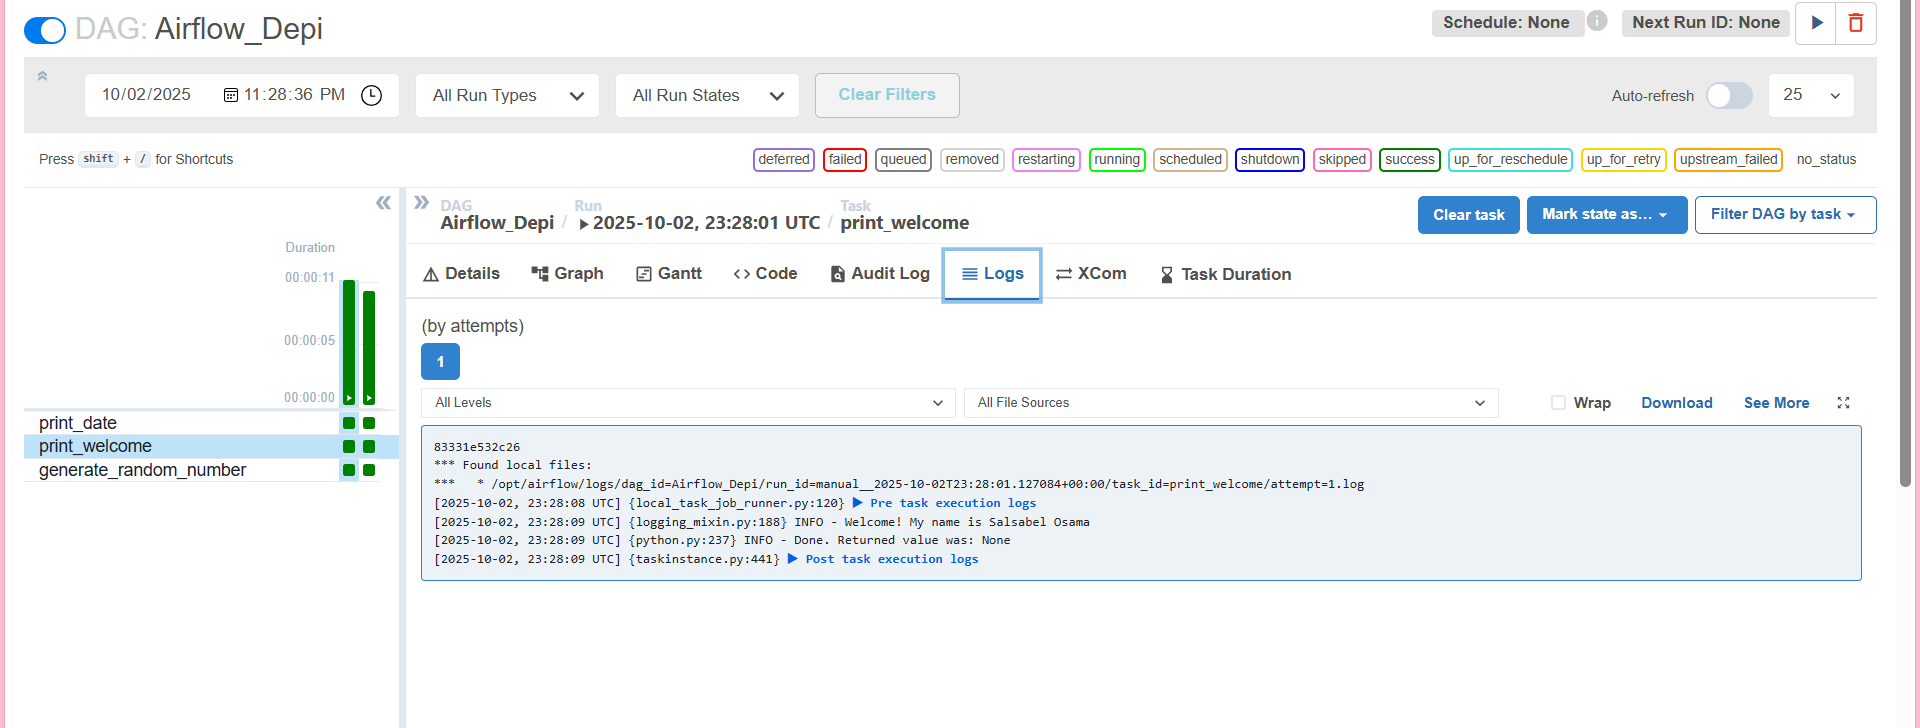 DAG: Airflow_Depi
Schedule: None
Next Run ID: None
10/02/2025 11:28:36 PM
All Run Types
All Run States
Clear Filters
Auto-refresh
25
Press shift + / for Shortcuts
deferred failed queued removed restarting running scheduled shutdown skipped success up_for_reschedule up_for_retry upstream_failed no_status
Duration
00:00:11
00:00:05
00:00:00
print_date
print_welcome
generate_random_number
DAG
Airflow_Depi
/
Run
2025-10-02, 23:28:01 UTC
/
Task
print_welcome
Clear task
Mark state as…
Filter DAG by task
Details
Graph
Gantt
Code
Audit Log
Logs
XCom
Task Duration
(by attempts)
1
All Levels
All File Sources
Wrap
Download
See More
83331e532c26
*** Found local files:
***   * /opt/airflow/logs/dag_id=Airflow_Depi/run_id=manual__2025-10-02T23:28:01.127084+00:00/task_id=print_welcome/attempt=1.log
[2025-10-02, 23:28:08 UTC] {local_task_job_runner.py:120} ▶ Pre task execution logs
[2025-10-02, 23:28:09 UTC] {logging_mixin.py:188} INFO - Welcome! My name is Salsabel Osama
[2025-10-02, 23:28:09 UTC] {python.py:237} INFO - Done. Returned value was: None
[2025-10-02, 23:28:09 UTC] {taskinstance.py:441} ▶ Post task execution logs